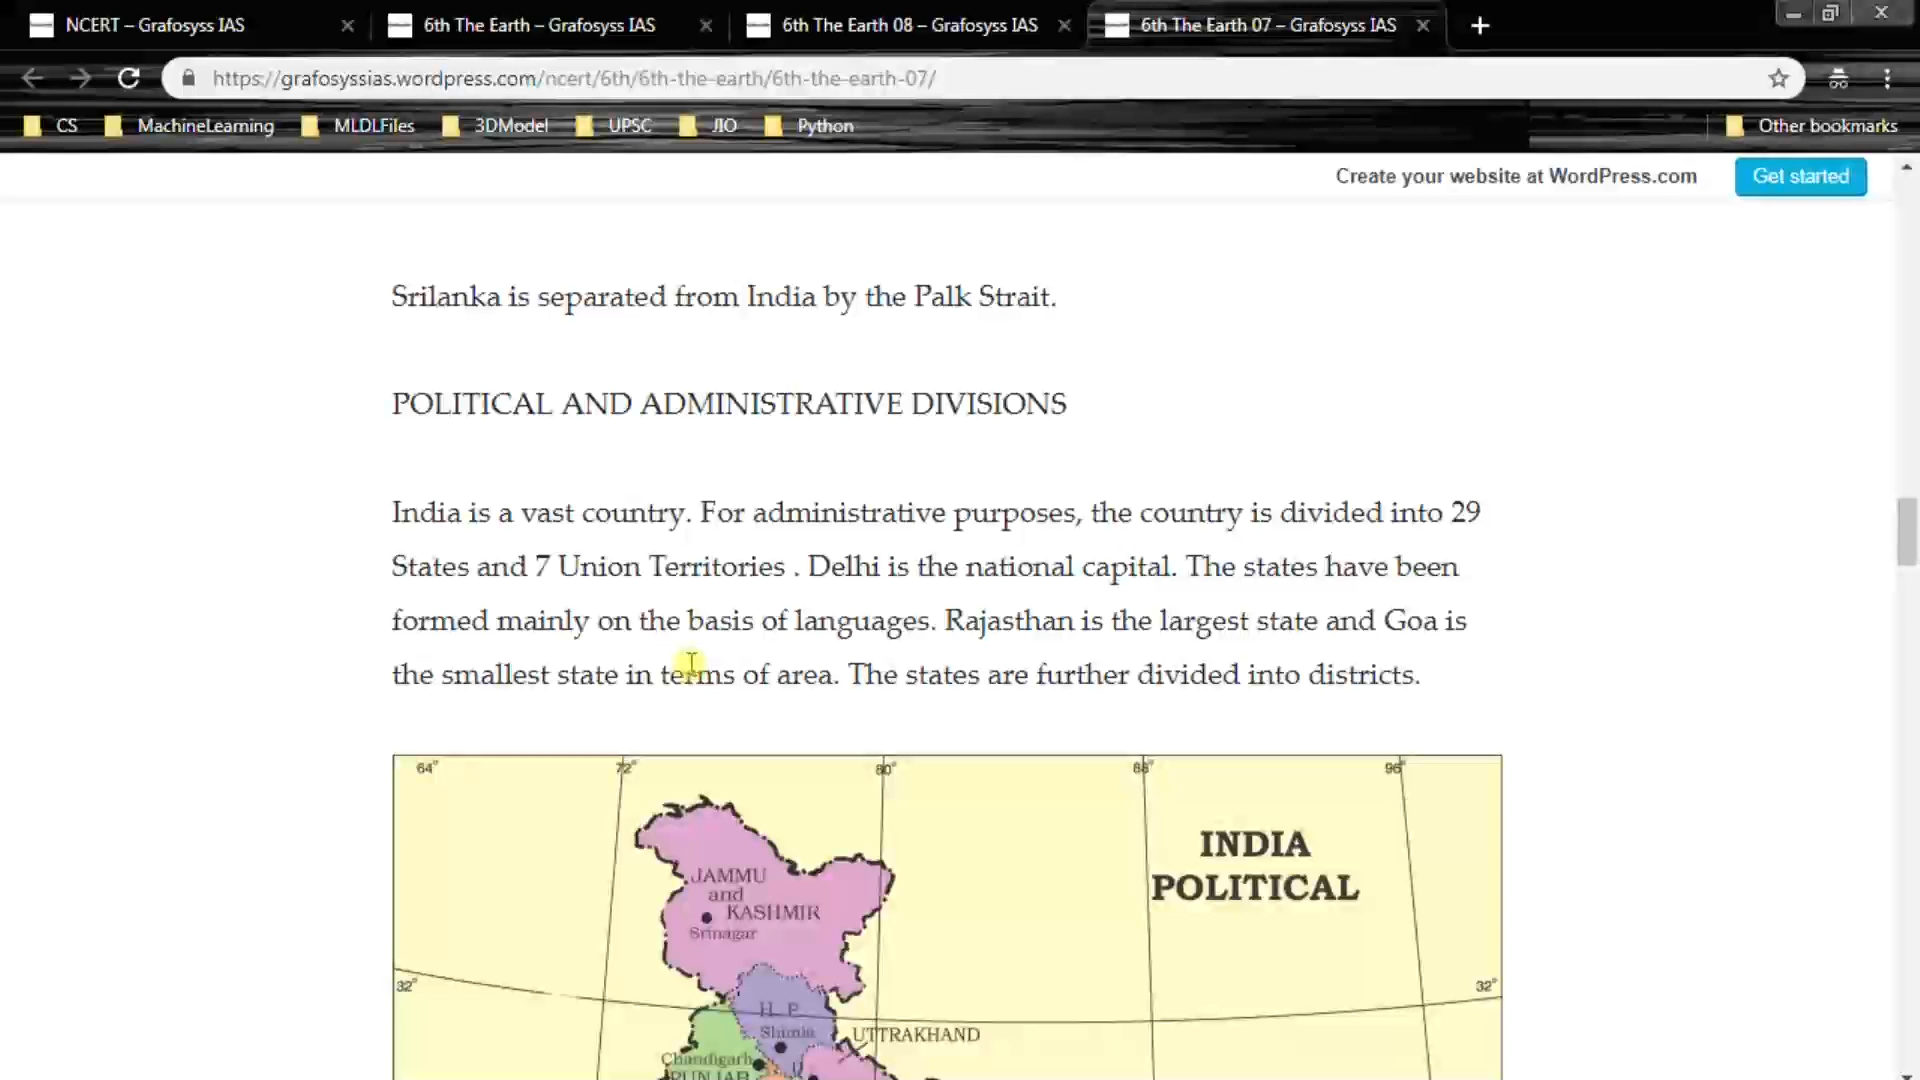 NCERT – Grafosyss IAS
6th The Earth – Grafosyss IAS
6th The Earth 08 – Grafosyss IAS
6th The Earth 07 – Grafosyss IAS
https://grafosyssias.wordpress.com/ncert/6th/6th-the-earth/6th-the-earth-07/
CS MachineLearning MLDLFiles 3DModel UPSC JIO Python Other bookmarks
Create your website at WordPress.com Get started
Srilanka is separated from India by the Palk Strait.
POLITICAL AND ADMINISTRATIVE DIVISIONS
India is a vast country. For administrative purposes, the country is divided into 29
States and 7 Union Territories . Delhi is the national capital. The states have been
formed mainly on the basis of languages. Rajasthan is the largest state and Goa is
the smallest state in terms of area. The states are further divided into districts.
64° 72° 80° 88° 96°
INDIA
POLITICAL
JAMMU
and
KASHMIR
Srinagar
32° 32°
H. P.
Shimla
UTTRAKHAND
Chandigarh
PUNJAB